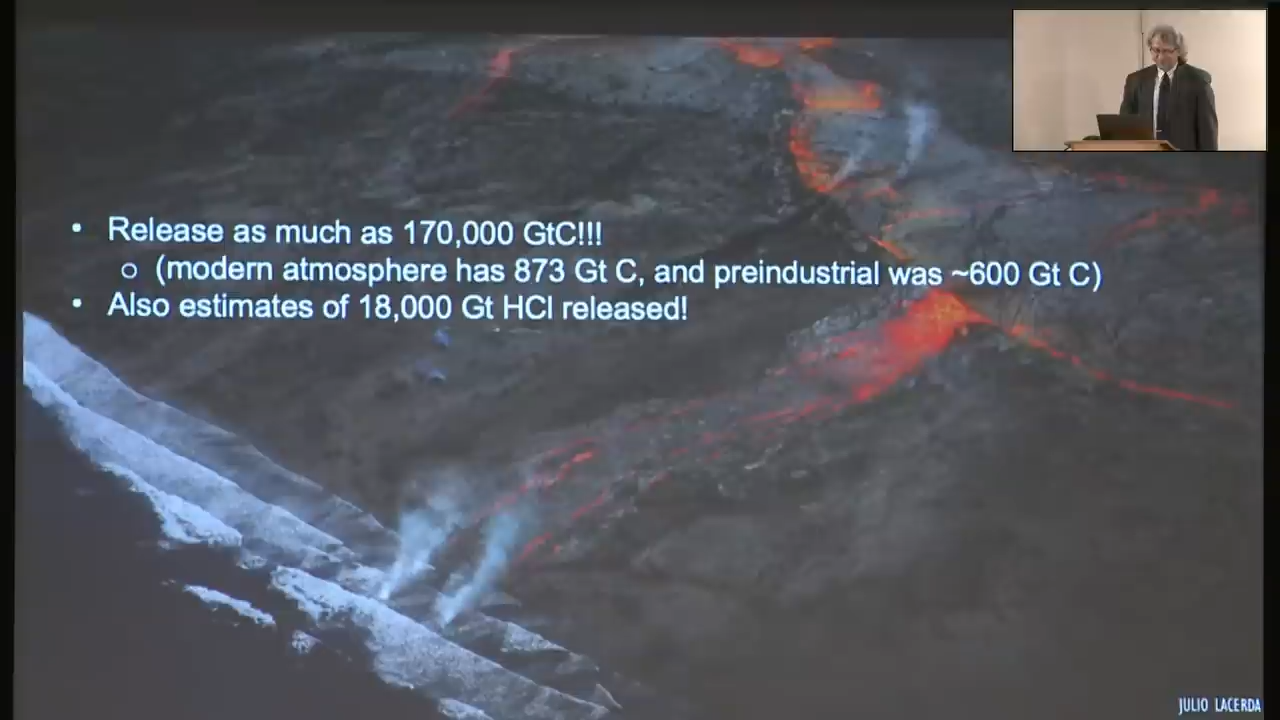 • Release as much as 170,000 GtC!!!
o (modern atmosphere has 873 Gt C, and preindustrial was ~600 Gt C)
• Also estimates of 18,000 Gt HCl released!
JULIO LACERDA